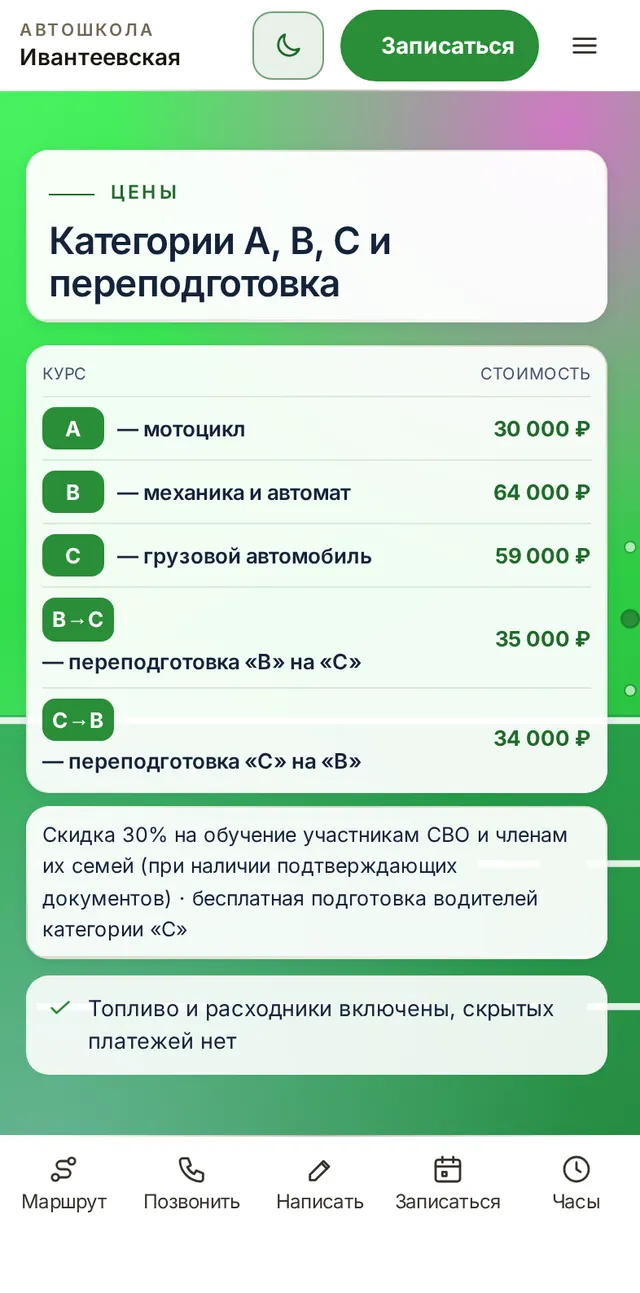 АВТОШКОЛА
Ивантеевская
Записаться
ЦЕНЫ
Категории А, В, С и
переподготовка
КУРС
СТОИМОСТЬ
A — мотоцикл 30 000 ₽
B — механика и автомат 64 000 ₽
C — грузовой автомобиль 59 000 ₽
B→C
— переподготовка «В» на «С» 35 000 ₽
C→B
— переподготовка «С» на «В» 34 000 ₽
Скидка 30% на обучение участникам СВО и членам
их семей (при наличии подтверждающих
документов) · бесплатная подготовка водителей
категории «С»
Топливо и расходники включены, скрытых
платежей нет
Маршрут
Позвонить
Написать
Записаться
Часы